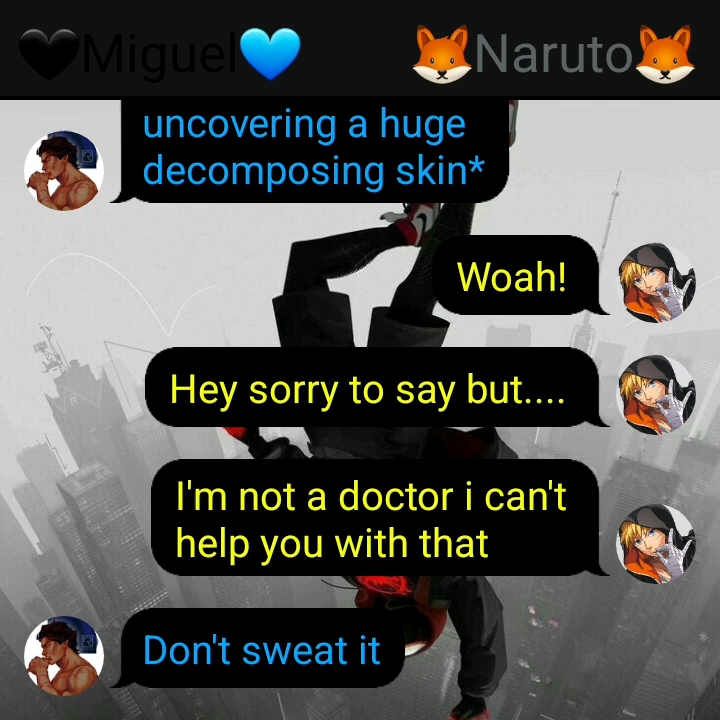 🖤Miguel💙 🦊Naruto🦊
uncovering a huge
decomposing skin*
Woah!
Hey sorry to say but....
I'm not a doctor i can't
help you with that
Don't sweat it